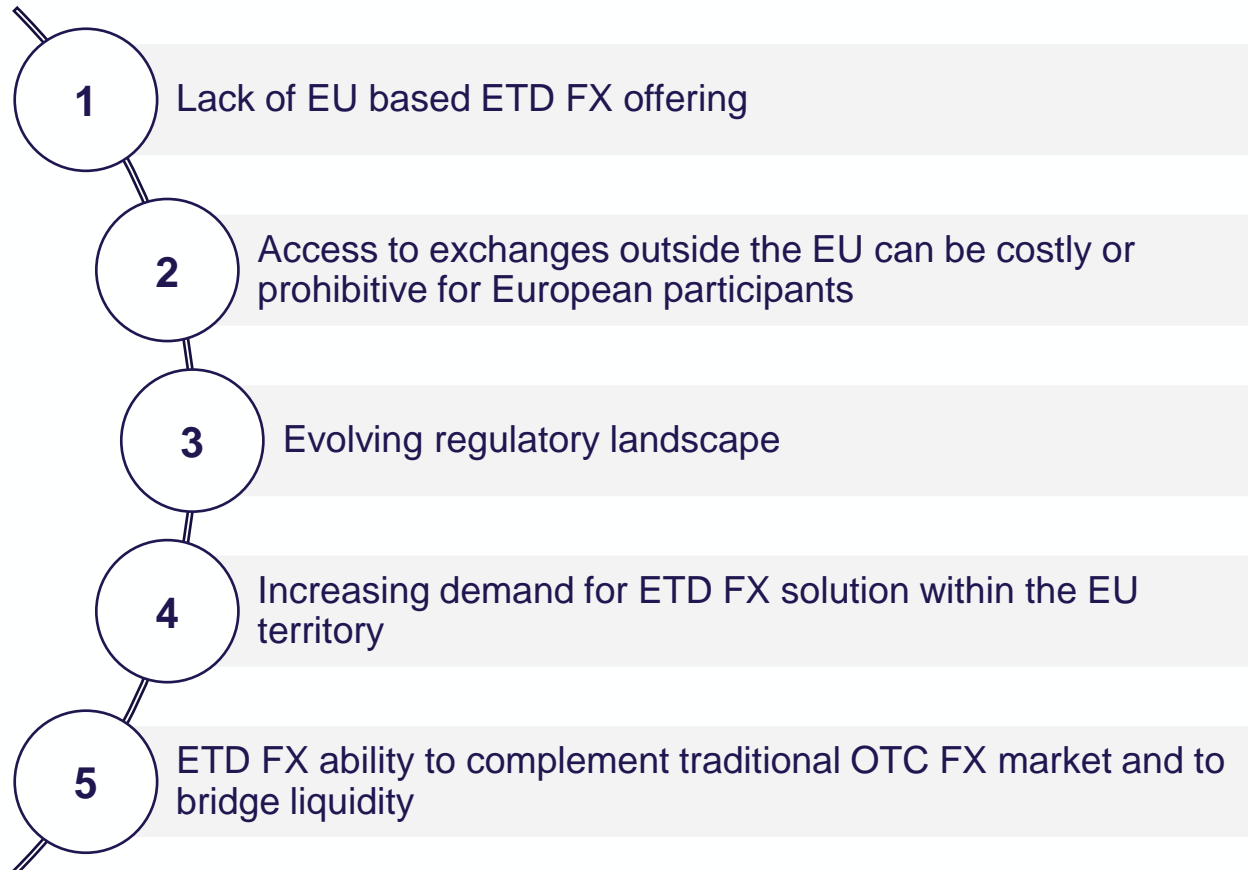 1
Lack of EU based ETD FX offering
2
Access to exchanges outside the EU can be costly or
prohibitive for European participants
3
Evolving regulatory landscape
4
Increasing demand for ETD FX solution within the EU
territory
5
ETD FX ability to complement traditional OTC FX market and to
bridge liquidity